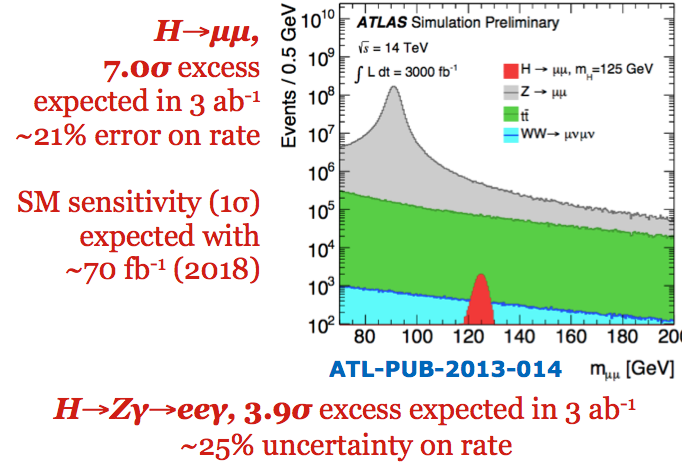 H→μμ,
7.0σ excess
expected in 3 ab⁻¹
~21% error on rate
SM sensitivity (1σ)
expected with
~70 fb⁻¹ (2018)
Events / 0.5 GeV
10¹⁰
10⁹
10⁸
10⁷
10⁶
10⁵
10⁴
10³
10²
ATLAS Simulation Preliminary
√s = 14 TeV
∫ L dt = 3000 fb⁻¹
H → μμ, m_H=125 GeV
Z → μμ
tt̄
WW→ μνμν
80 100 120 140 160 180 200
m_μμ [GeV]
ATL-PUB-2013-014
H→Zγ→eeγ, 3.9σ excess expected in 3 ab⁻¹
~25% uncertainty on rate